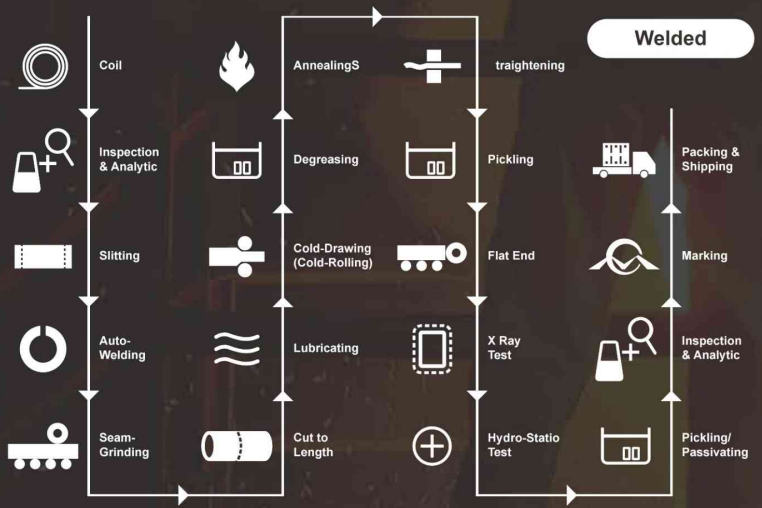 Welded
Coil
Inspection
& Analytic
Slitting
Auto-
Welding
Seam-
Grinding
Cut to
Length
Lubricating
Cold-Drawing
(Cold-Rolling)
Degreasing
AnnealingS
traightening
Pickling
Flat End
X Ray
Test
Hydro-Statio
Test
Pickling/
Passivating
Inspection
& Analytic
Marking
Packing &
Shipping